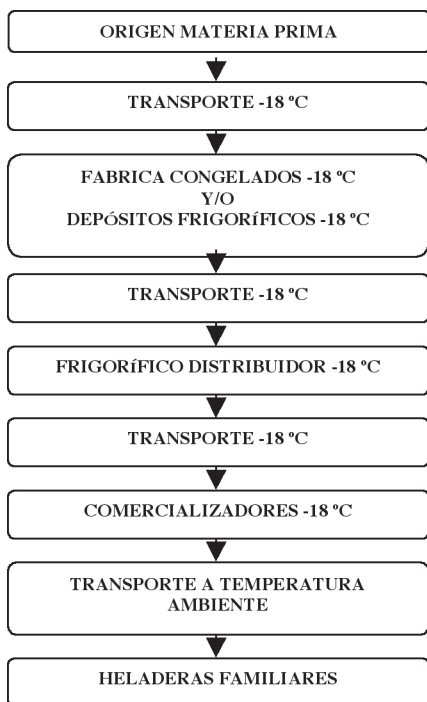 ORIGEN MATERIA PRIMA
TRANSPORTE -18 ºC
FABRICA CONGELADOS -18 ºC
Y/O
DEPÓSITOS FRIGORíFICOS -18 ºC
TRANSPORTE -18 ºC
FRIGORíFICO DISTRIBUIDOR -18 ºC
TRANSPORTE -18 ºC
COMERCIALIZADORES -18 ºC
TRANSPORTE A TEMPERATURA
AMBIENTE
HELADERAS FAMILIARES